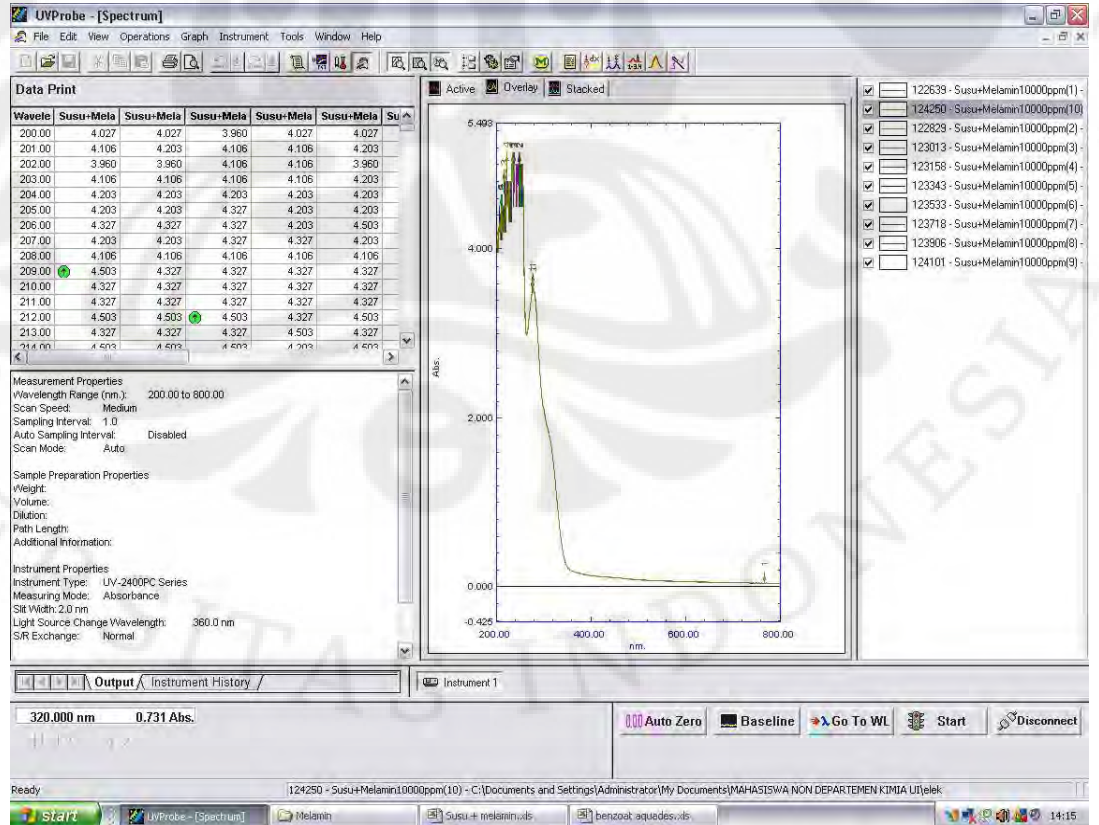 UVProbe - [Spectrum]
File Edit View Operations Graph Instrument Tools Window Help
Data Print
Wavele Susu+Mela Susu+Mela Susu+Mela Susu+Mela Susu+Mela Su
200.00 4.027 4.027 3.960 4.027 4.027
201.00 4.106 4.203 4.106 4.106 4.203
202.00 3.960 3.960 4.106 4.106 3.960
203.00 4.106 4.106 4.106 4.106 4.203
204.00 4.203 4.203 4.203 4.203 4.203
205.00 4.203 4.203 4.327 4.203 4.203
206.00 4.327 4.327 4.327 4.203 4.503
207.00 4.203 4.203 4.327 4.327 4.203
208.00 4.106 4.106 4.106 4.106 4.106
209.00 4.503 4.327 4.327 4.327 4.327
210.00 4.327 4.327 4.327 4.327 4.327
211.00 4.327 4.327 4.327 4.327 4.327
212.00 4.503 4.503 4.503 4.327 4.503
213.00 4.327 4.327 4.327 4.503 4.327
214.00 4.503 4.503 4.503 4.203 4.503
Measurement Properties
Wavelength Range (nm.): 200.00 to 800.00
Scan Speed: Medium
Sampling Interval: 1.0
Auto Sampling Interval: Disabled
Scan Mode: Auto
Sample Preparation Properties
Weight:
Volume:
Dilution:
Path Length:
Additional Information:
Instrument Properties
Instrument Type: UV-2400PC Series
Measuring Mode: Absorbance
Slit Width: 2.0 nm
Light Source Change Wavelength: 360.0 nm
S/R Exchange: Normal
Output Instrument History
Active Overlay Stacked
5.493
4.000
2.000
0.000
-0.425
Abs.
200.00 400.00 600.00 800.00
nm.
1
122639 - Susu+Melamin10000ppm(1) -
124250 - Susu+Melamin10000ppm(10)
122829 - Susu+Melamin10000ppm(2) -
123013 - Susu+Melamin10000ppm(3) -
123158 - Susu+Melamin10000ppm(4) -
123343 - Susu+Melamin10000ppm(5) -
123533 - Susu+Melamin10000ppm(6) -
123718 - Susu+Melamin10000ppm(7) -
123906 - Susu+Melamin10000ppm(8) -
124101 - Susu+Melamin10000ppm(9) -
Instrument 1
320.000 nm 0.731 Abs.
Auto Zero Baseline Go To WL Start Disconnect
Ready 124250 - Susu+Melamin10000ppm(10) - C:\Documents and Settings\Administrator\My Documents\MAHASISWA NON DEPARTEMEN KIMIA UI\elek
start UVProbe - [Spectrum] Melamin Susu + melamin.xls benzoat aquades.xls 14:15
SITAS INDONESIA